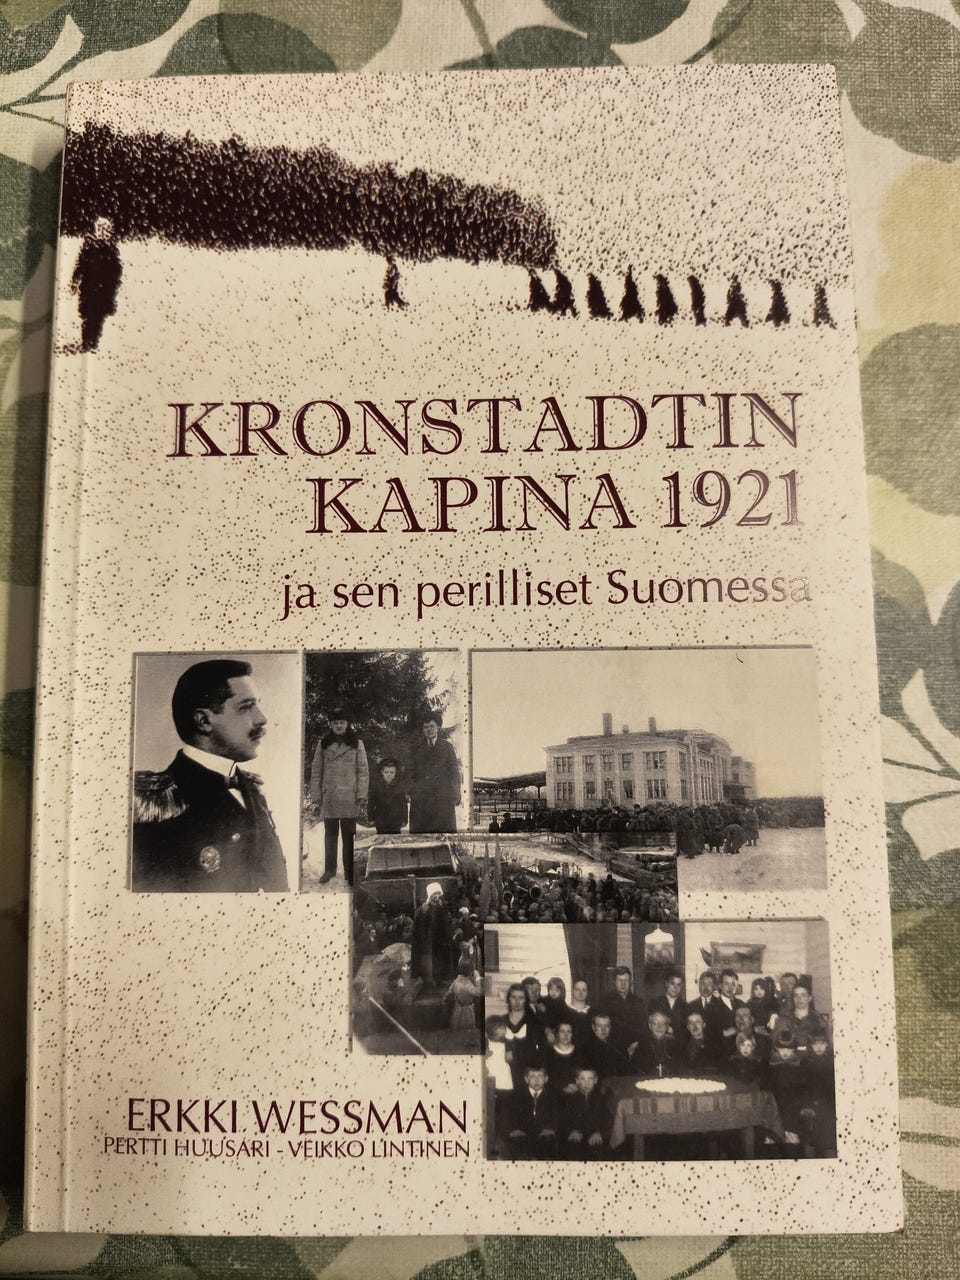 KRONSTADTIN
KAPINA 1921
ja sen perilliset Suomessa
ERKKI WESSMAN
PERTTI HUUSARI - VEIKKO LINTINEN